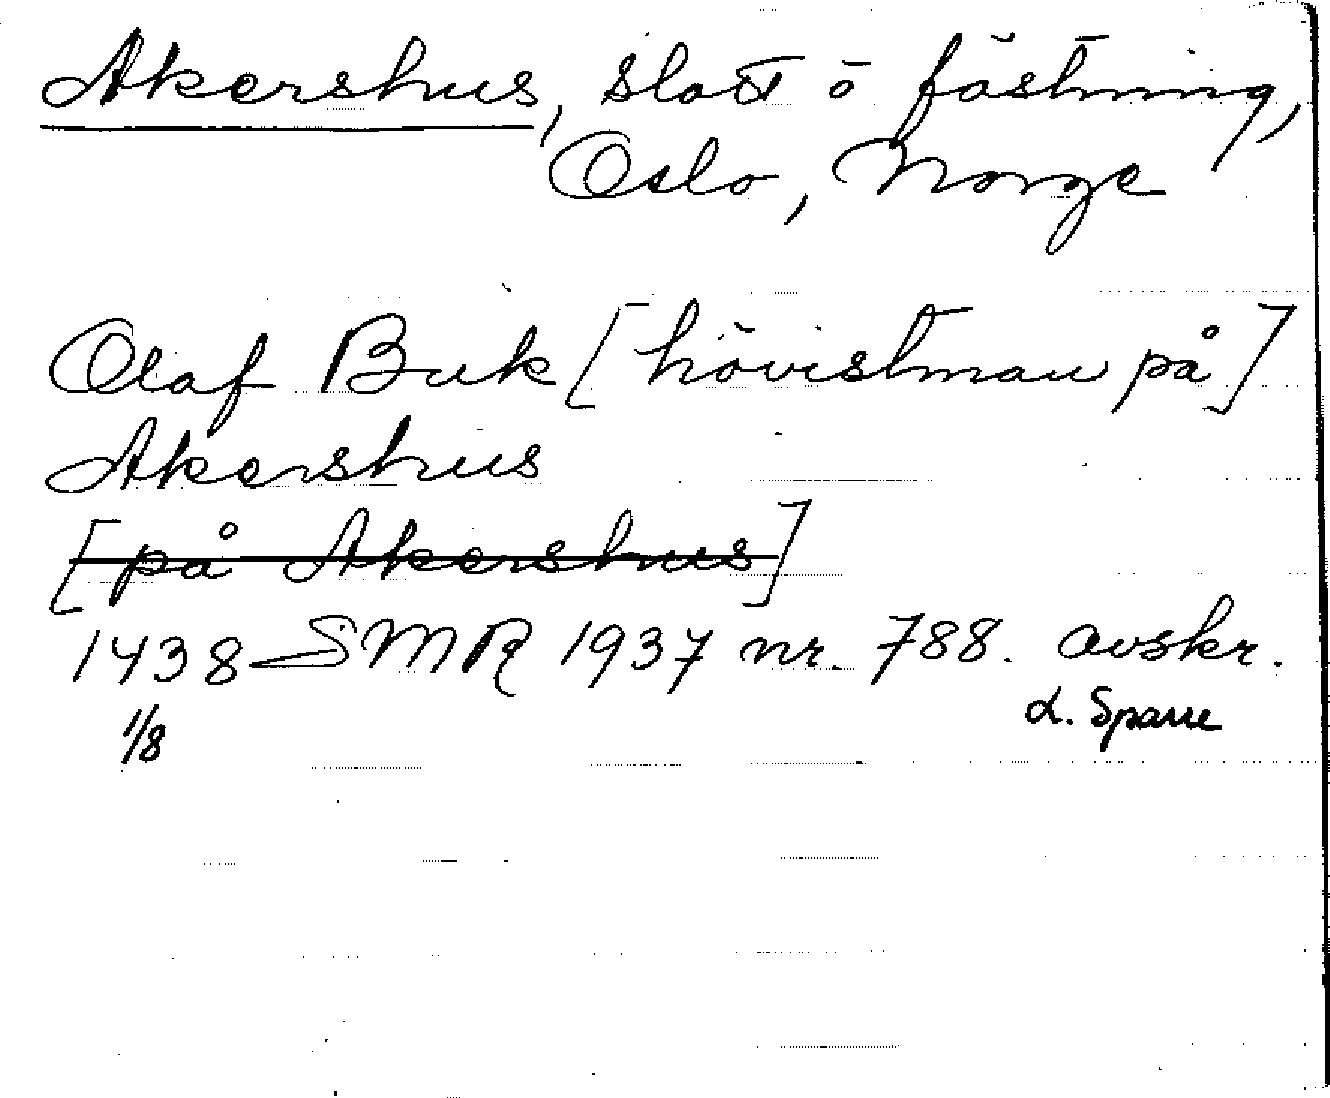 Akershus, slott ö fästning,
Oslo, Norge
Olaf Buk [hövistman på]
Akershus
[på Akershus]
1438 SMR 1937 nr. 788. avskr.
1/8 L. Sparre